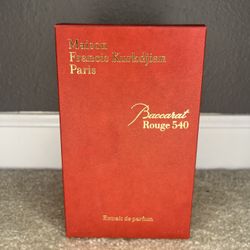 Maison
Francis Kurkdjian
Paris
Baccarat
Rouge 540
Extrait de parfum